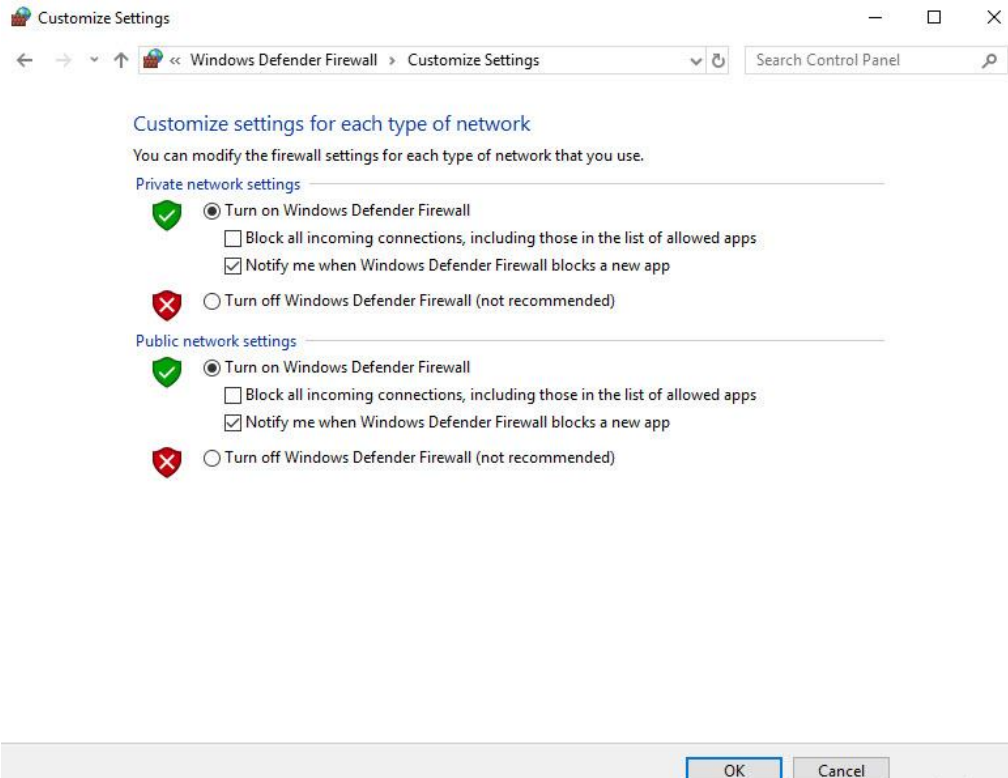 Customize Settings
« Windows Defender Firewall › Customize Settings
Search Control Panel
Customize settings for each type of network
You can modify the firewall settings for each type of network that you use.
Private network settings
Turn on Windows Defender Firewall
Block all incoming connections, including those in the list of allowed apps
Notify me when Windows Defender Firewall blocks a new app
Turn off Windows Defender Firewall (not recommended)
Public network settings
Turn on Windows Defender Firewall
Block all incoming connections, including those in the list of allowed apps
Notify me when Windows Defender Firewall blocks a new app
Turn off Windows Defender Firewall (not recommended)
OK Cancel